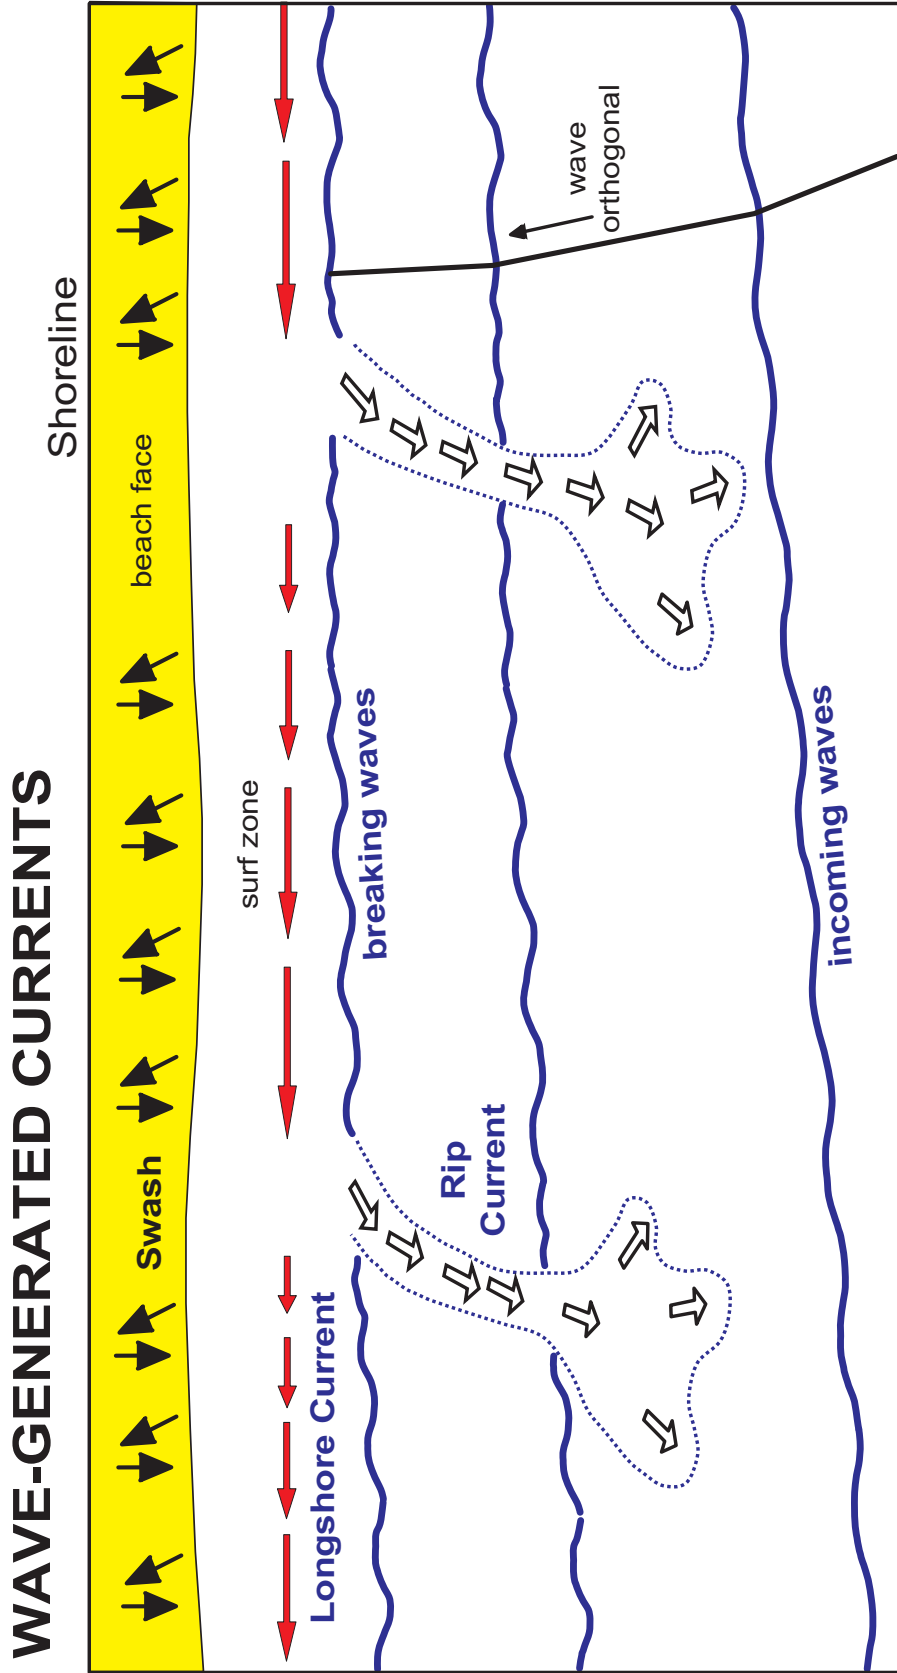 WAVE-GENERATED CURRENTS
Shoreline
Swash
beach face
surf zone
Longshore Current
breaking waves
Rip
Current
wave
orthogonal
incoming waves